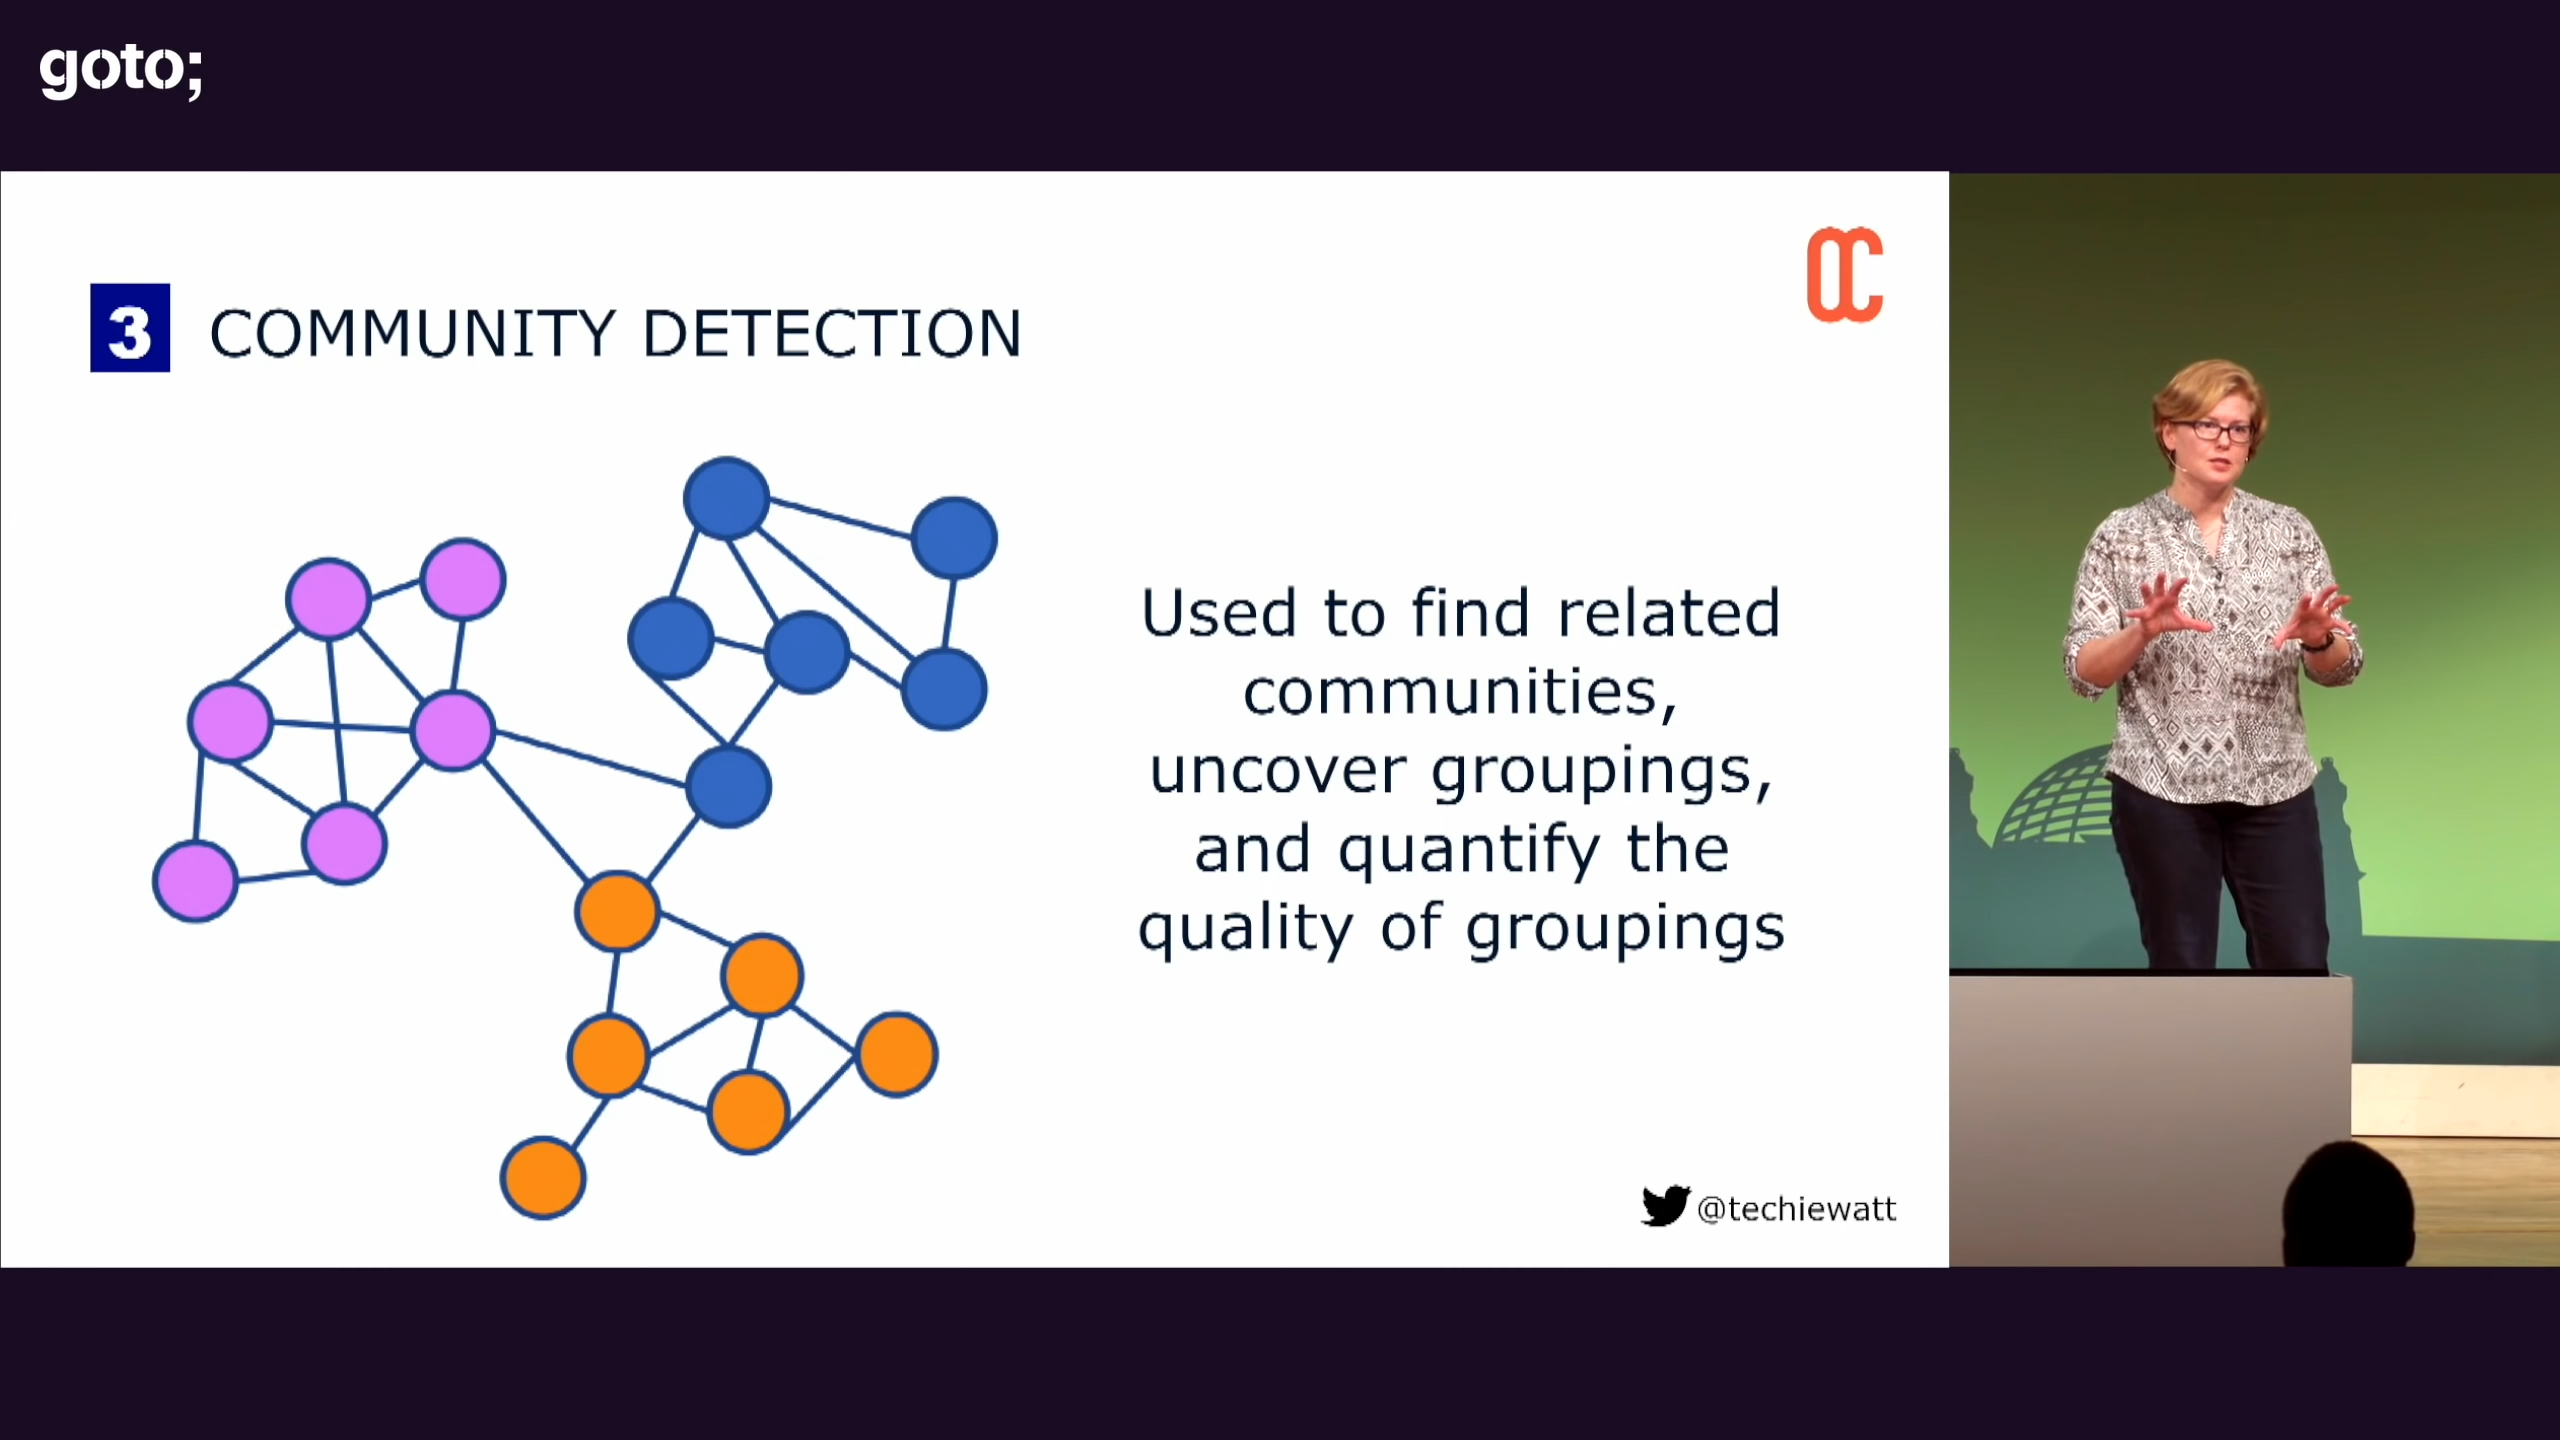 goto;
3 COMMUNITY DETECTION
Used to find related
communities,
uncover groupings,
and quantify the
quality of groupings
@techiewatt